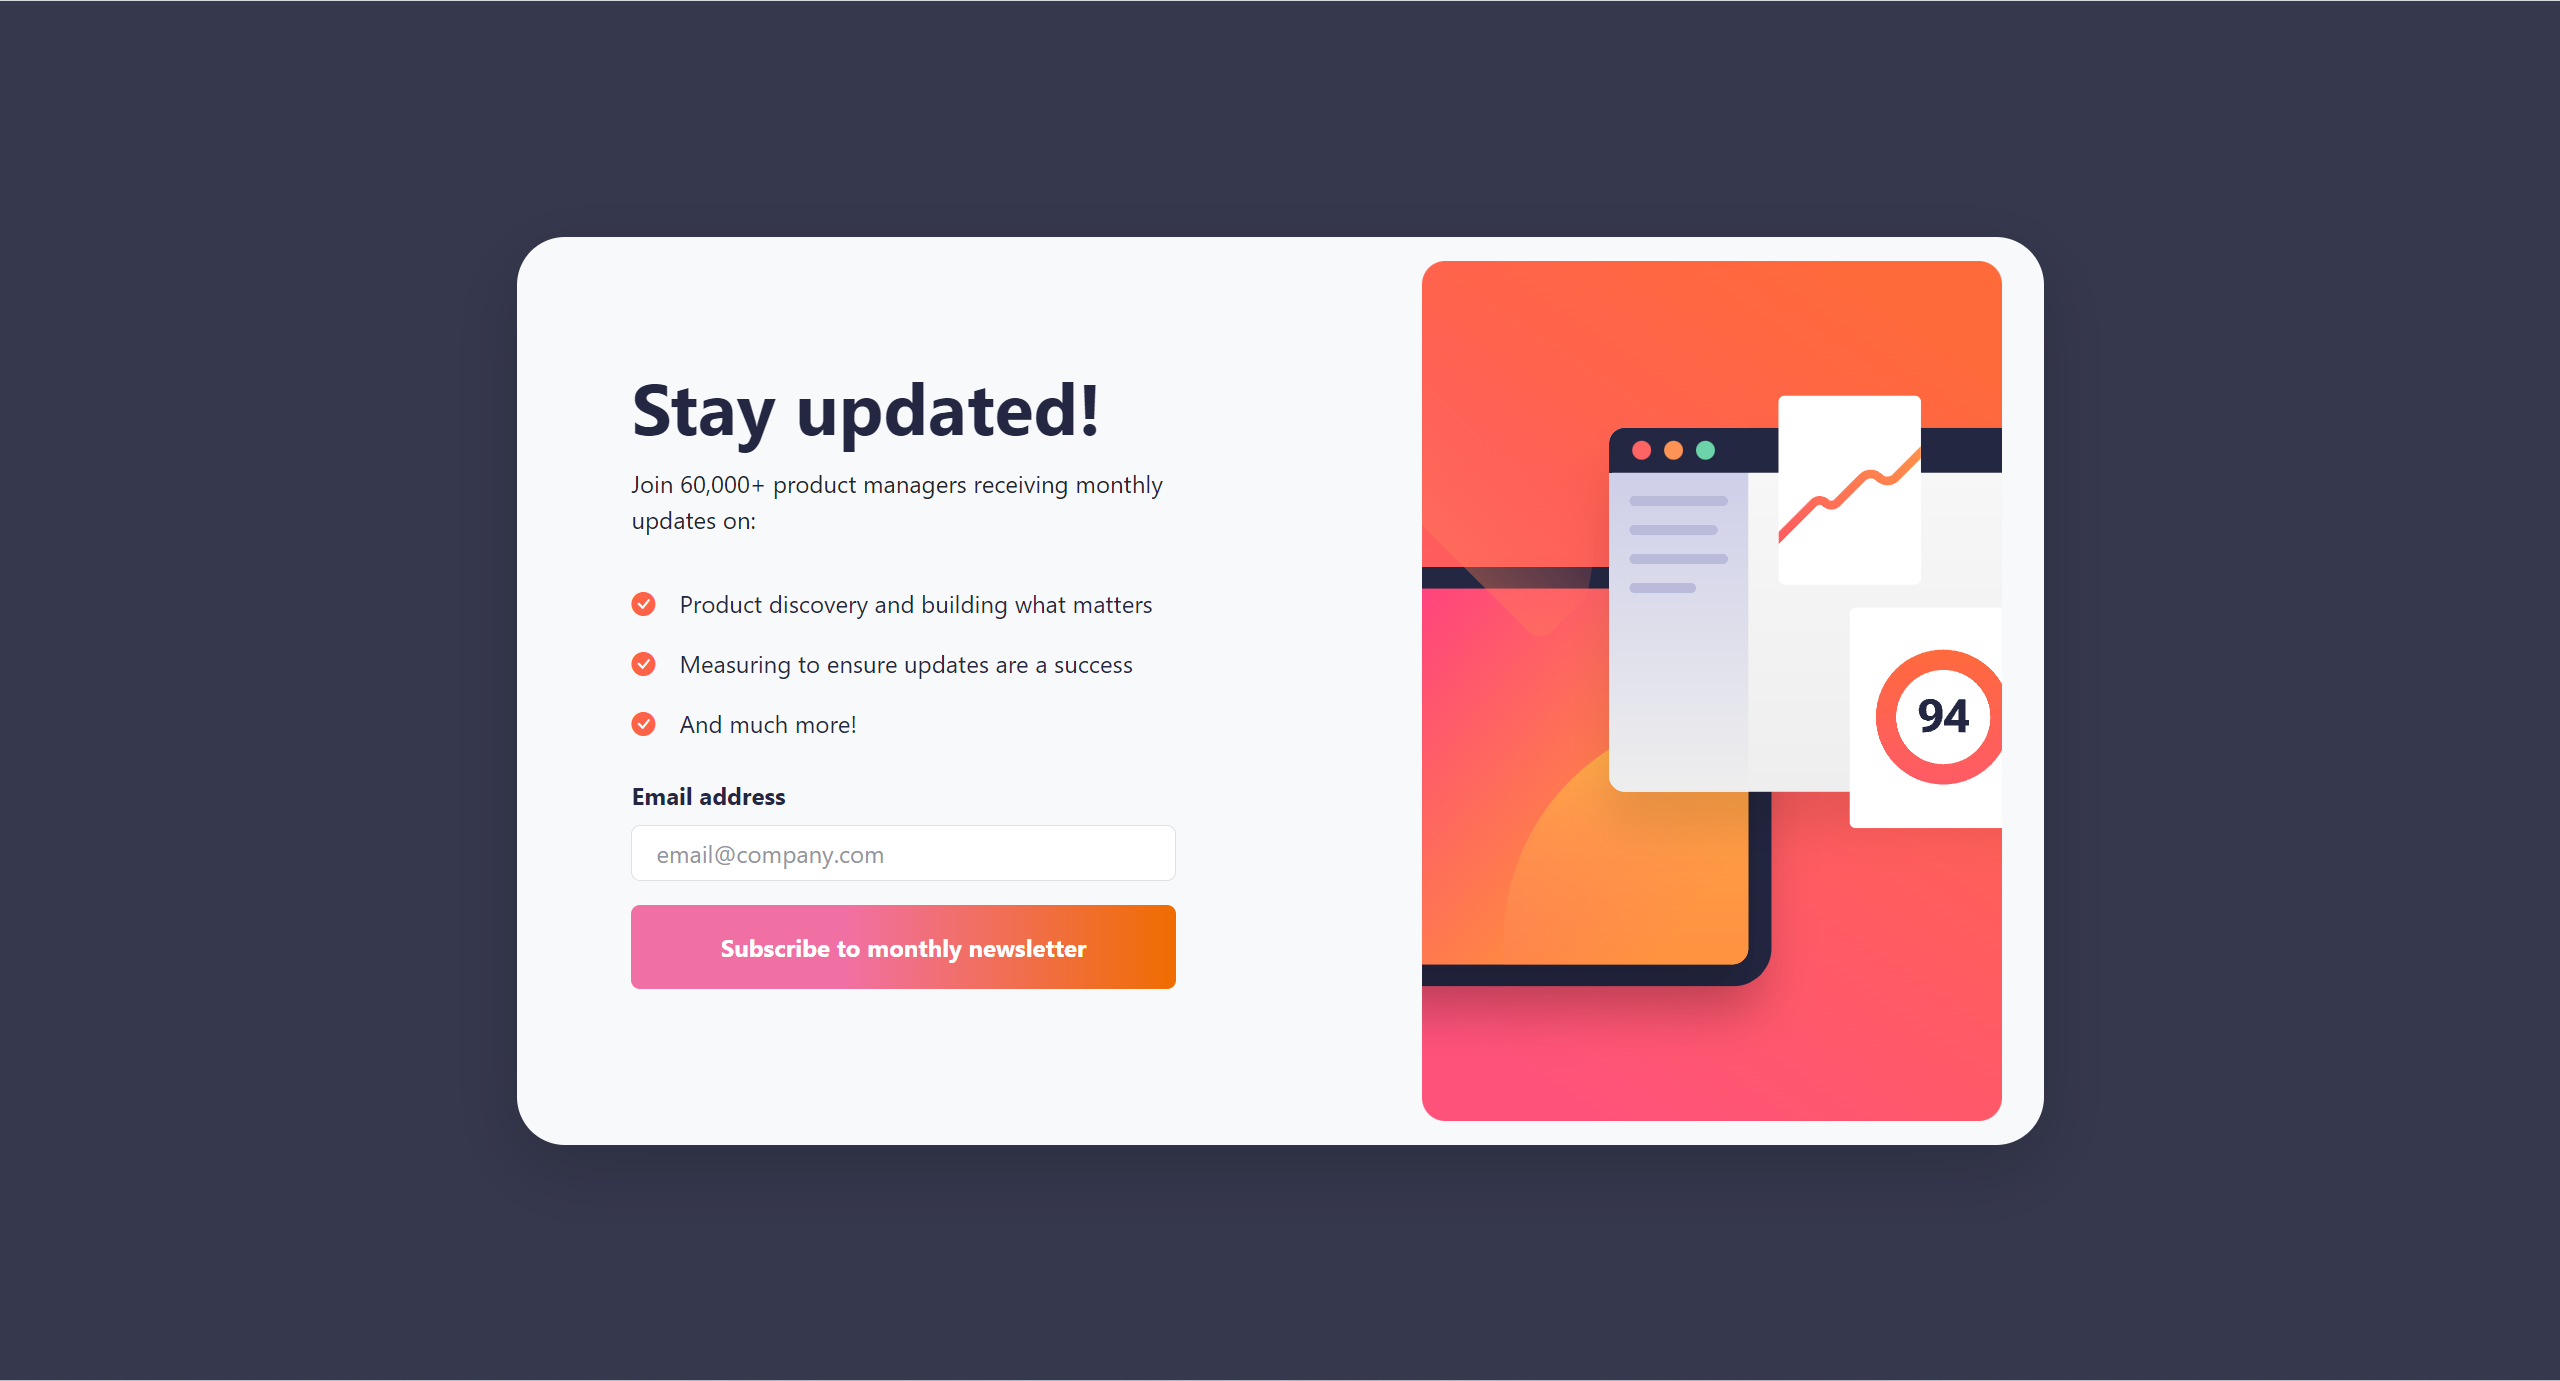 Stay updated!
Join 60,000+ product managers receiving monthly
updates on:
Product discovery and building what matters
Measuring to ensure updates are a success
And much more!
Email address
email@company.com
Subscribe to monthly newsletter
94